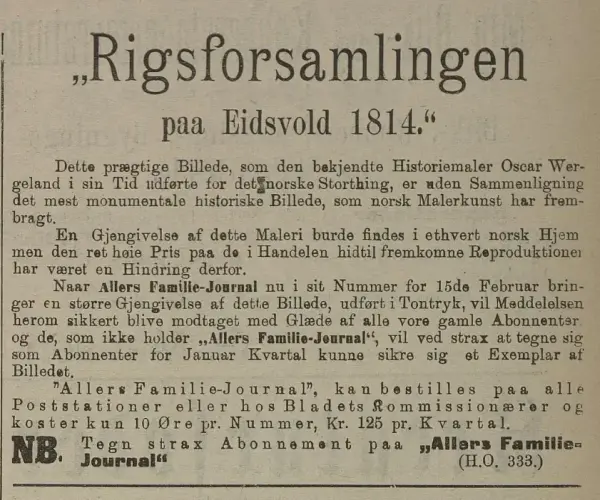 „Rigsforsamlingen
paa Eidsvold 1814.“
Dette prægtige Billede, som den bekjendte Historiemaler Oscar Wer-
geland i sin Tid udførte for det norske Storthing, er uden Sammenligning
det mest monumentale historiske Billede, som norsk Malerkunst har frem-
bragt.
En Gjengivelse af dette Maleri burde findes i ethvert norsk Hjem
men den ret høie Pris paa de i Handelen hidtil fremkomne Reproduktioner
har været en Hindring derfor.
Naar Allers Familie-Journal nu i sit Nummer for 15de Februar brin-
ger en større Gjengivelse af dette Billede, udført i Tontryk, vil Meddelelsen
herom sikkert blive modtaget med Glæde af alle vore gamle Abonnenter
og de, som ikke holder „Allers Familie-Journal“, vil ved strax at tegne sig
som Abonnenter for Januar Kvartal kunne sikre sig et Exemplar af
Billedet.
"Allers Familie-Journal", kan bestilles paa alle
Poststationer eller hos Bladets Kommissionærer og
koster kun 10 Øre pr. Nummer, Kr. 125 pr. Kvartal.
NB. Tegn strax Abonnement paa „Allers Familie-
Journal“ (H.O. 333.)